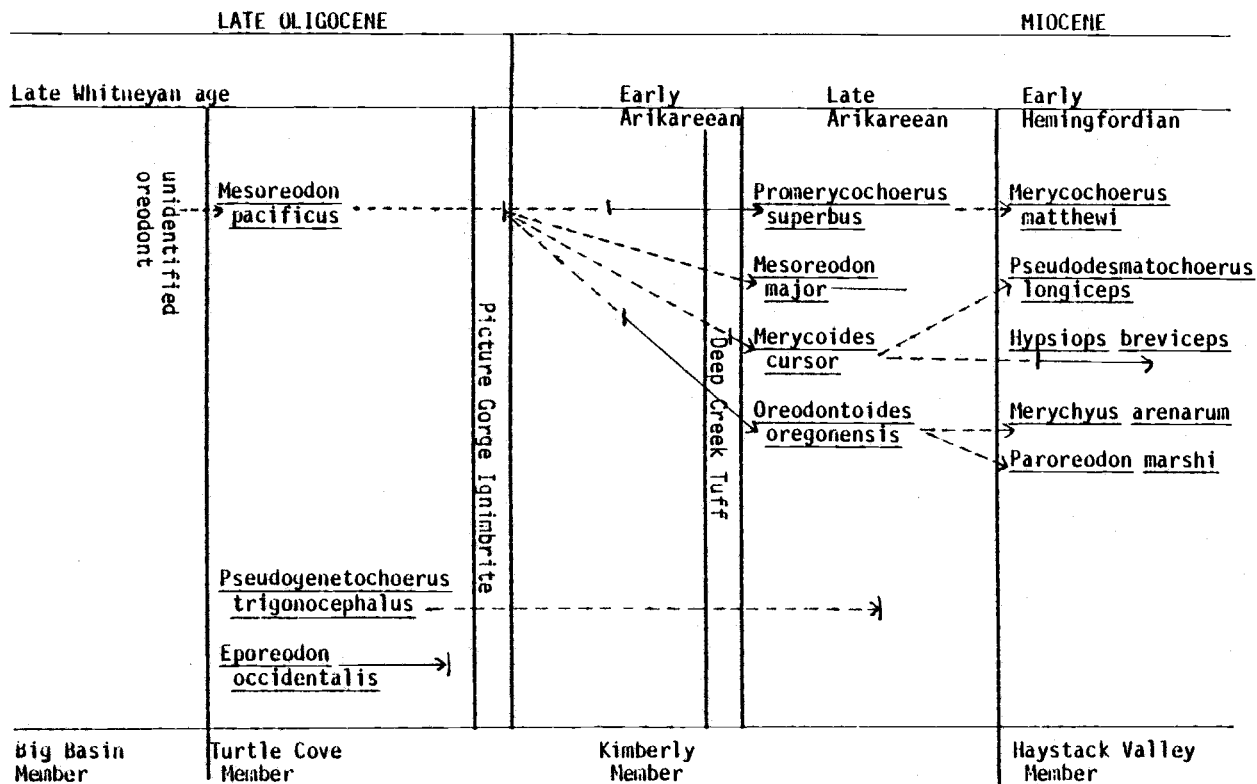 LATE OLIGOCENE
MIOCENE
Late Whitneyan age
Early
Arikareean
Late
Arikareean
Early
Hemingfordian
unidentified
oreodont
Mesoreodon
pacificus
Promerycochoerus
superbus
Merycochoerus
matthewi
Mesoreodon
major
Pseudodesmatochoerus
longiceps
Merycoides
cursor
Hypsiops breviceps
Oreodontoides
oregonensis
Merychyus arenarum
Paroreodon marshi
Picture Gorge Ignimbrite
Deep Creek Tuff
Pseudogenetochoerus
trigonocephalus
Eporeodon
occidentalis
Big Basin
Member
Turtle Cove
Member
Kimberly
Member
Haystack Valley
Member